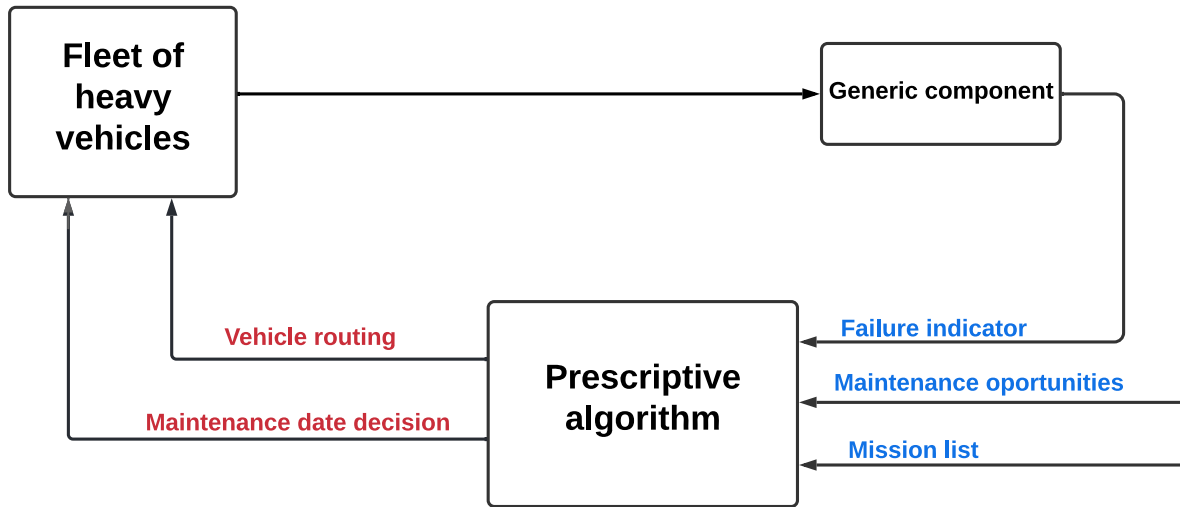 Fleet of
heavy
vehicles
Generic component
Failure indicator
Vehicle routing
Maintenance oportunities
Prescriptive
algorithm
Maintenance date decision
Mission list